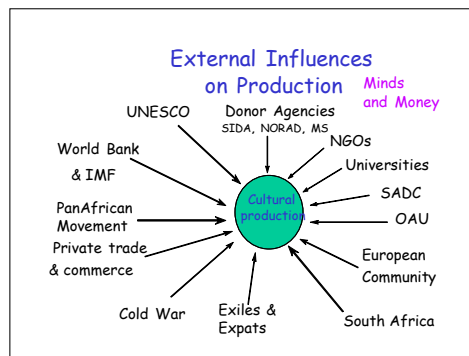 External Influences
on Production
Minds
and Money
UNESCO
Donor Agencies
SIDA, NORAD, MS
NGOs
World Bank
& IMF
Universities
SADC
Cultural
production
PanAfrican
Movement
OAU
Private trade
& commerce
European
Community
Cold War
Exiles &
Expats
South Africa